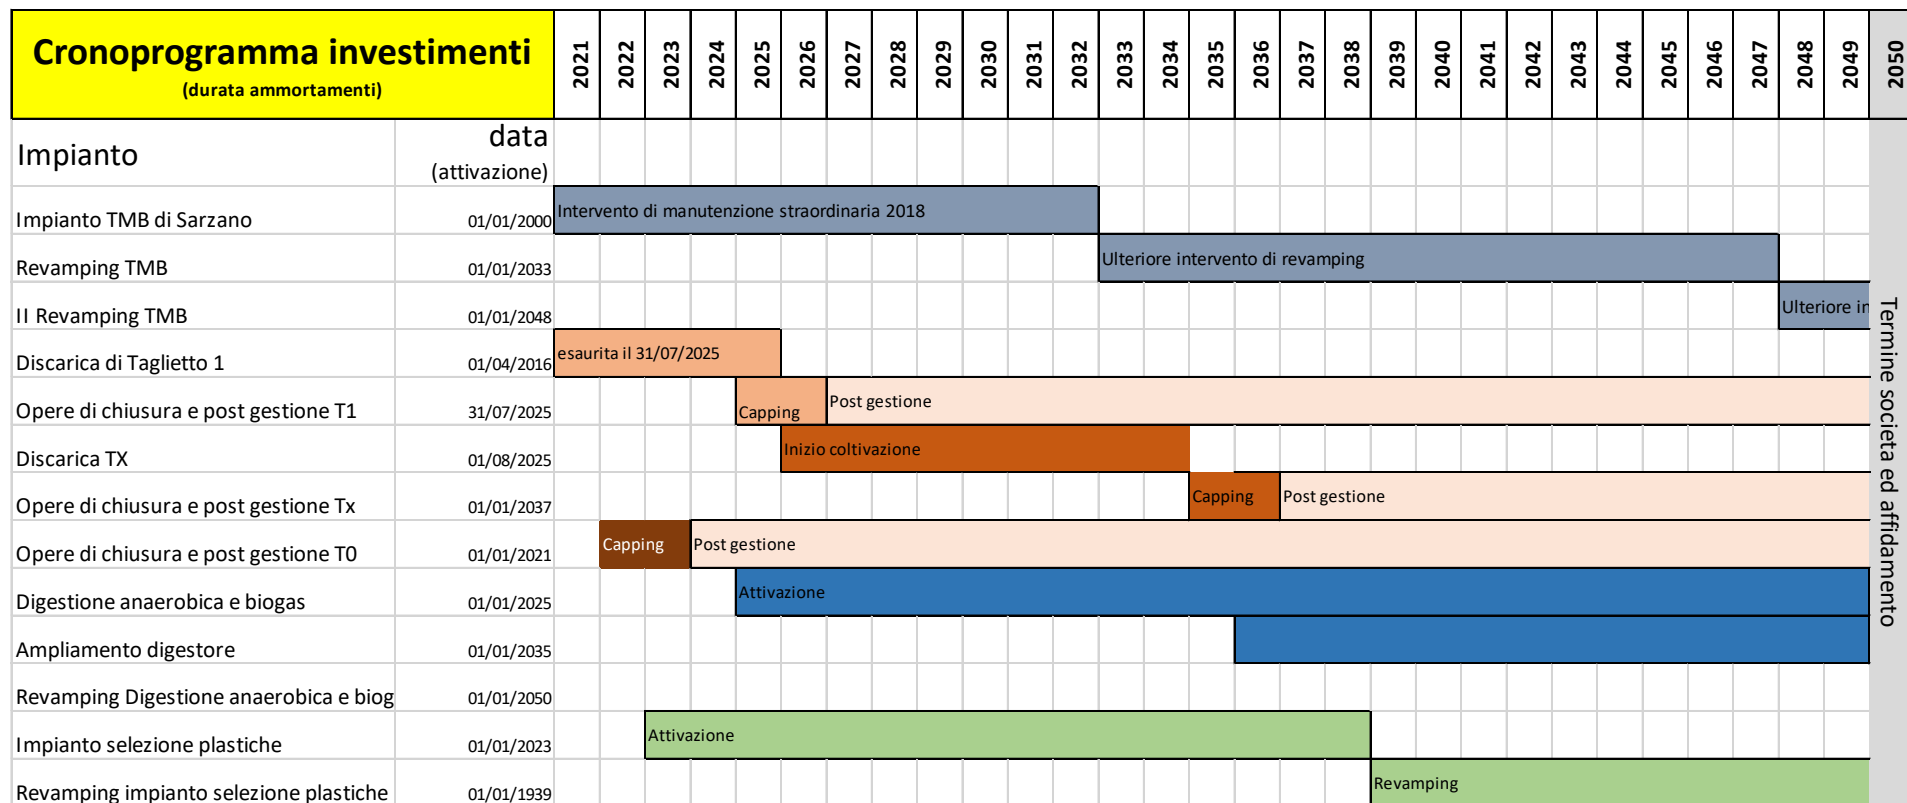 Cronoprogramma investimenti
(durata ammortamenti)
2021 2022 2023 2024 2025 2026 2027 2028 2029 2030 2031 2032 2033 2034 2035 2036 2037 2038 2039 2040 2041 2042 2043 2044 2045 2046 2047 2048 2049 2050
Impianto data
(attivazione)
Impianto TMB di Sarzano 01/01/2000 Intervento di manutenzione straordinaria 2018
Revamping TMB 01/01/2033 Ulteriore intervento di revamping
II Revamping TMB 01/01/2048 Ulteriore in
Discarica di Taglietto 1 01/04/2016 esaurita il 31/07/2025
Opere di chiusura e post gestione T1 31/07/2025 Capping Post gestione
Discarica TX 01/08/2025 Inizio coltivazione
Opere di chiusura e post gestione Tx 01/01/2037 Capping Post gestione
Opere di chiusura e post gestione T0 01/01/2021 Capping Post gestione
Digestione anaerobica e biogas 01/01/2025 Attivazione
Ampliamento digestore 01/01/2035
Revamping Digestione anaerobica e biog 01/01/2050
Impianto selezione plastiche 01/01/2023 Attivazione
Revamping impianto selezione plastiche 01/01/1939 Revamping
Termine societa ed affidamento